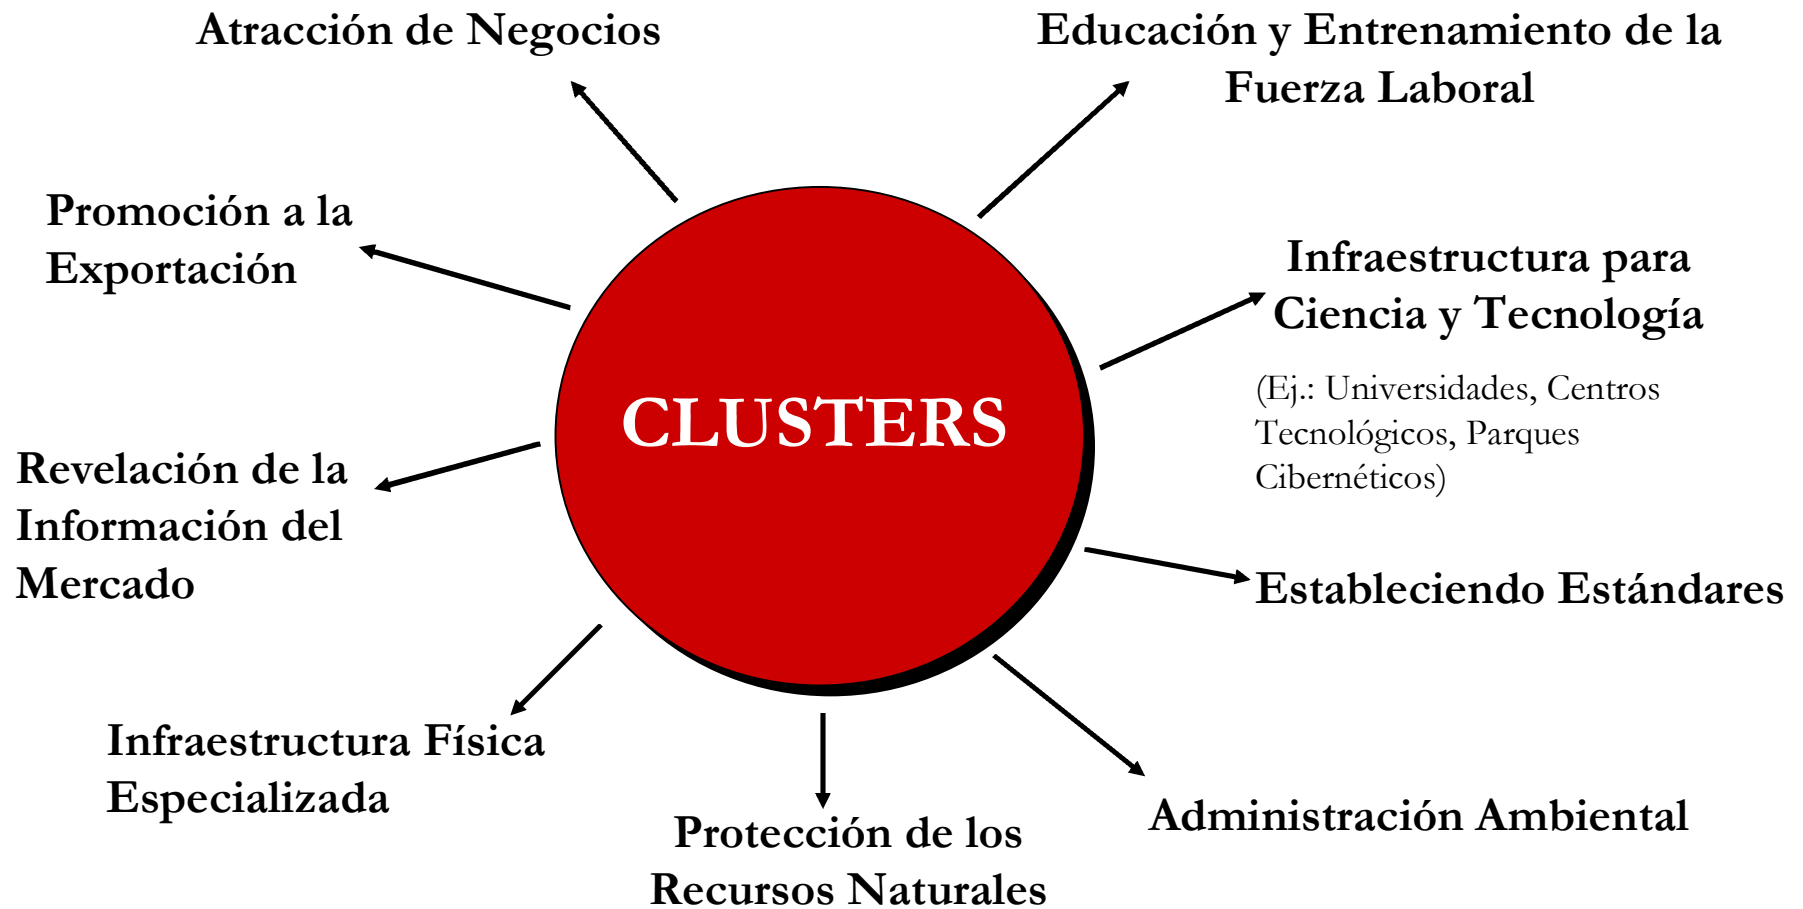 Atracción de Negocios
Educación y Entrenamiento de la
Fuerza Laboral
Promoción a la
Exportación
Infraestructura para
Ciencia y Tecnología
(Ej.: Universidades, Centros
Tecnológicos, Parques
Cibernéticos)
CLUSTERS
Revelación de la
Información del
Mercado
Estableciendo Estándares
Infraestructura Física
Especializada
Administración Ambiental
Protección de los
Recursos Naturales